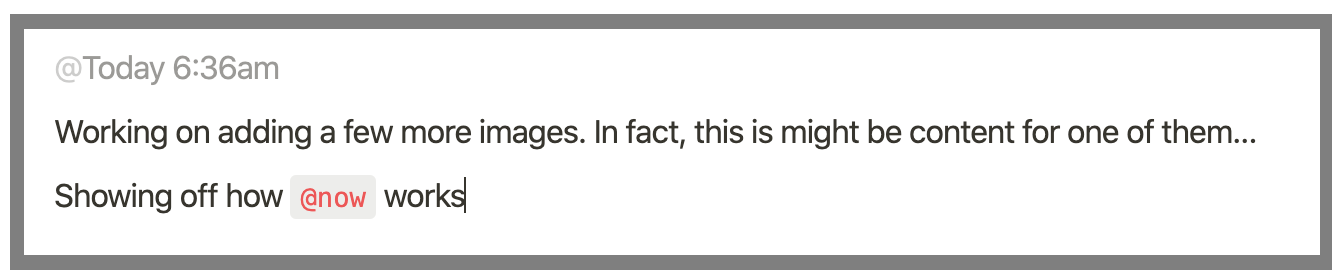 @Today 6:36am
Working on adding a few more images. In fact, this is might be content for one of them...
Showing off how @now works